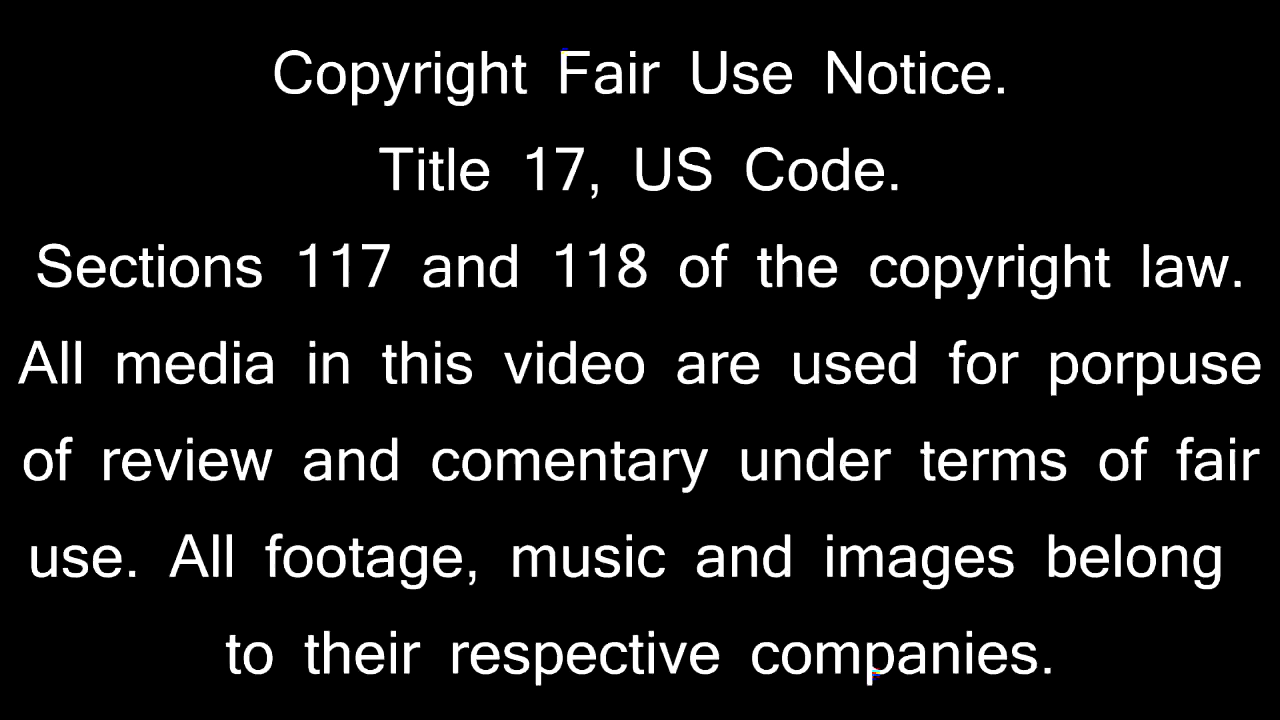 Copyright Fair Use Notice.
Title 17, US Code.
Sections 117 and 118 of the copyright law.
All media in this video are used for porpuse
of review and comentary under terms of fair
use. All footage, music and images belong
to their respective companies.